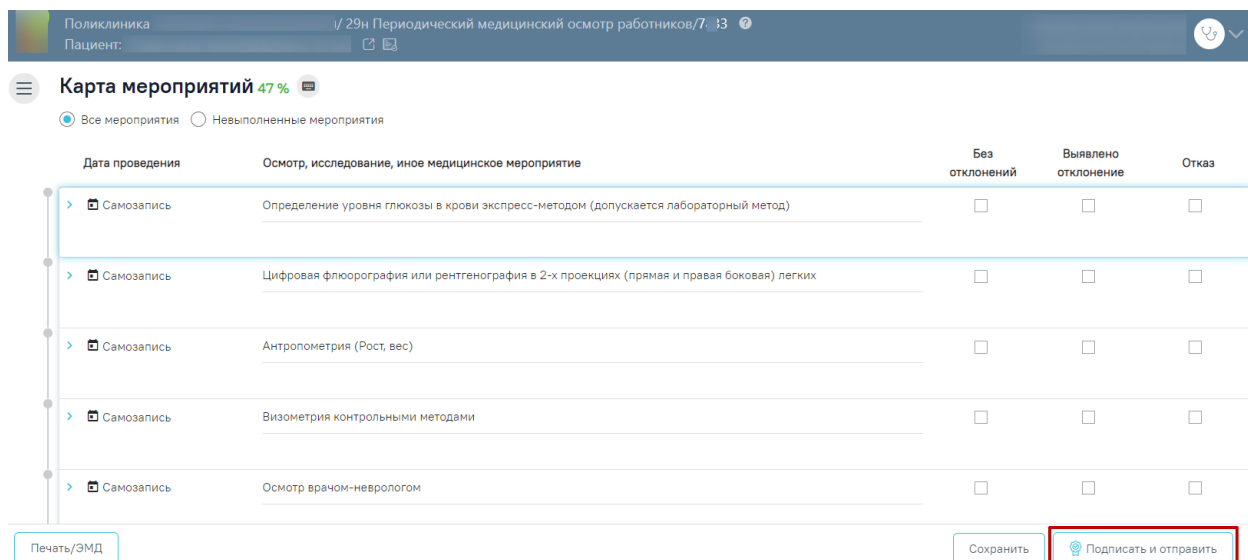 Поликлиника / 29н Периодический медицинский осмотр работников/
Пациент:
Карта мероприятий 47 %
Все мероприятия Невыполненные мероприятия
Дата проведения Осмотр, исследование, иное медицинское мероприятие Без отклонений Выявлено отклонение Отказ
Самозапись Определение уровня глюкозы в крови экспресс-методом (допускается лабораторный метод)
Самозапись Цифровая флюорография или рентгенография в 2-х проекциях (прямая и правая боковая) легких
Самозапись Антропометрия (Рост, вес)
Самозапись Визометрия контрольными методами
Самозапись Осмотр врачом-неврологом
Печать/ЭМД Сохранить Подписать и отправить